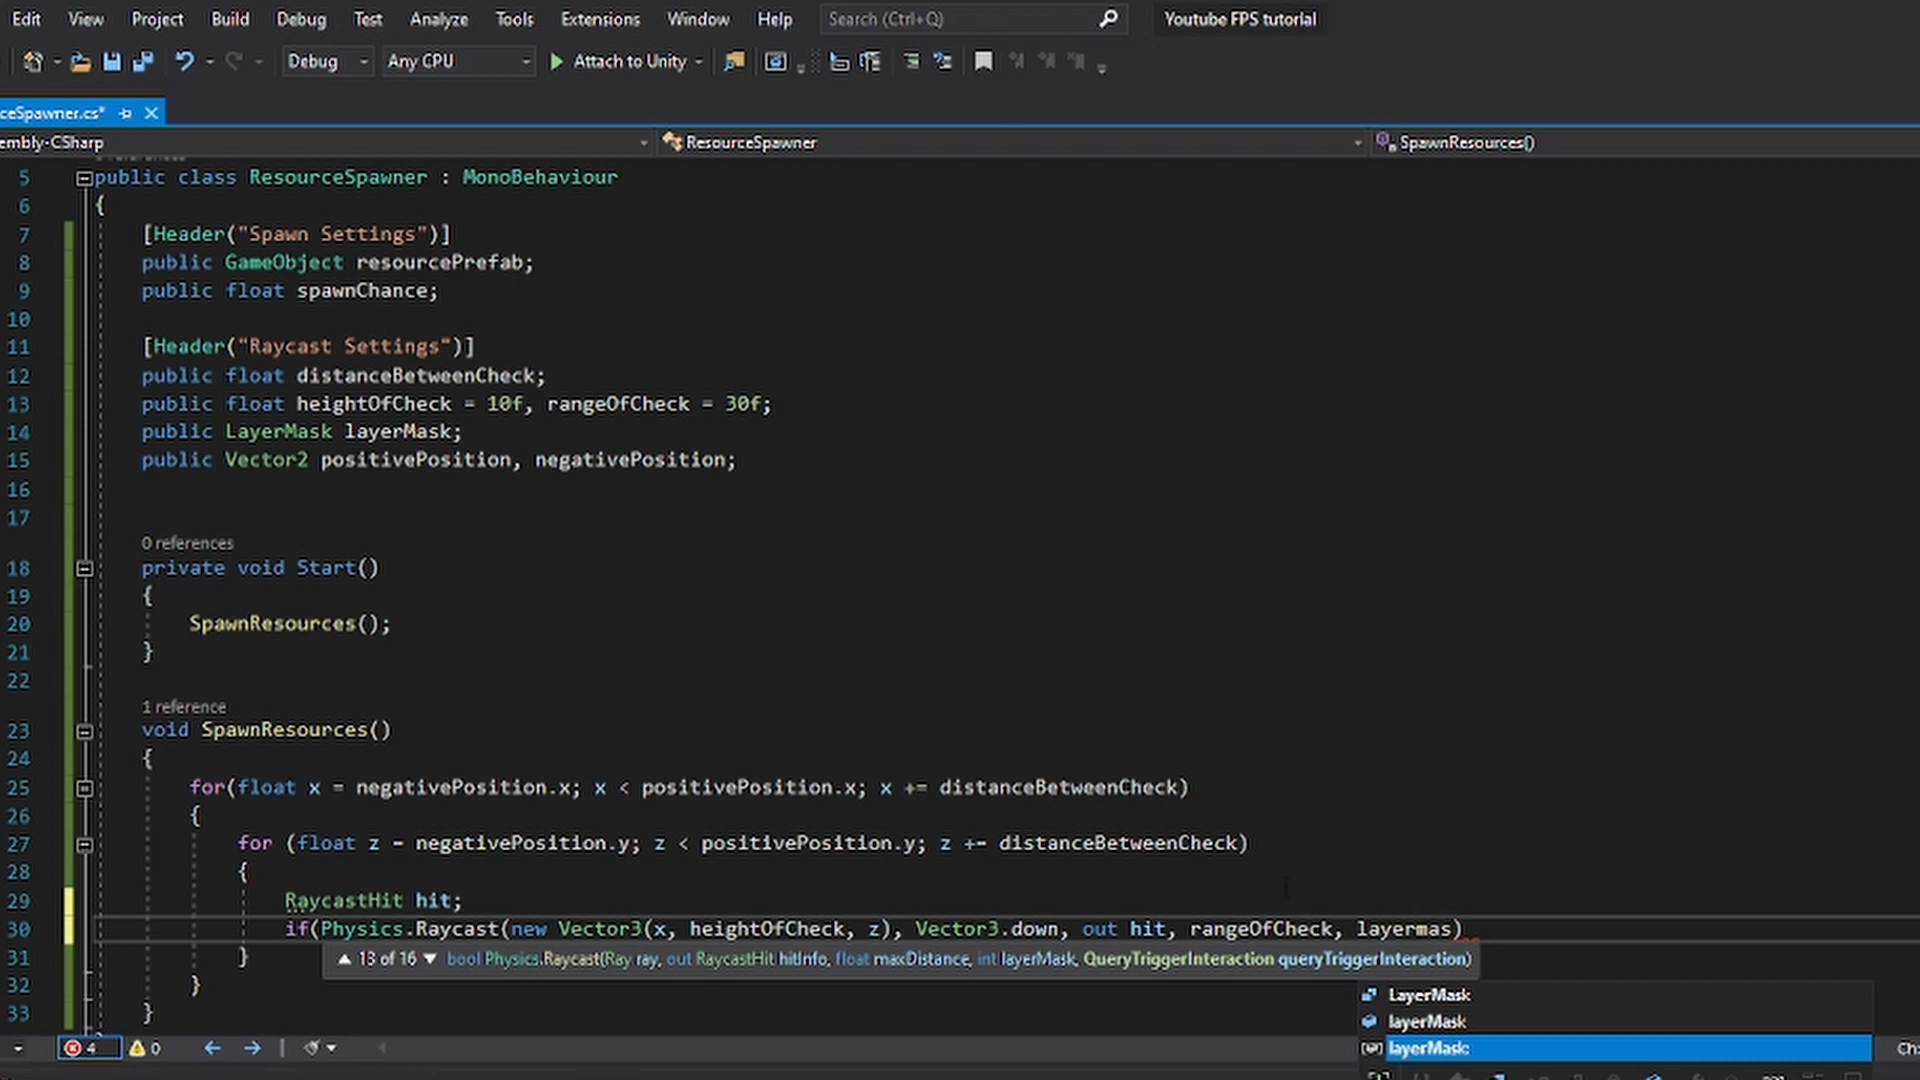 Edit View Project Build Debug Test Analyze Tools Extensions Window Help Search (Ctrl+Q) Youtube FPS tutorial
Debug Any CPU Attach to Unity
ceSpawner.cs*
embly-CSharp ResourceSpawner SpawnResources()
5 public class ResourceSpawner : MonoBehaviour
6 {
7 [Header("Spawn Settings")]
8 public GameObject resourcePrefab;
9 public float spawnChance;
10
11 [Header("Raycast Settings")]
12 public float distanceBetweenCheck;
13 public float heightOfCheck = 10f, rangeOfCheck = 30f;
14 public LayerMask layerMask;
15 public Vector2 positivePosition, negativePosition;
16
17
0 references
18 private void Start()
19 {
20 SpawnResources();
21 }
22
1 reference
23 void SpawnResources()
24 {
25 for(float x = negativePosition.x; x < positivePosition.x; x += distanceBetweenCheck)
26 {
27 for (float z = negativePosition.y; z < positivePosition.y; z += distanceBetweenCheck)
28 {
29 RaycastHit hit;
30 if(Physics.Raycast(new Vector3(x, heightOfCheck, z), Vector3.down, out hit, rangeOfCheck, layermas)
31 }
▲ 13 of 16 ▼ bool Physics.Raycast(Ray ray, out RaycastHit hitInfo, float maxDistance, int layerMask, QueryTriggerInteraction queryTriggerInteraction)
32 }
33 }
LayerMask
layerMask
layerMask:
4 0